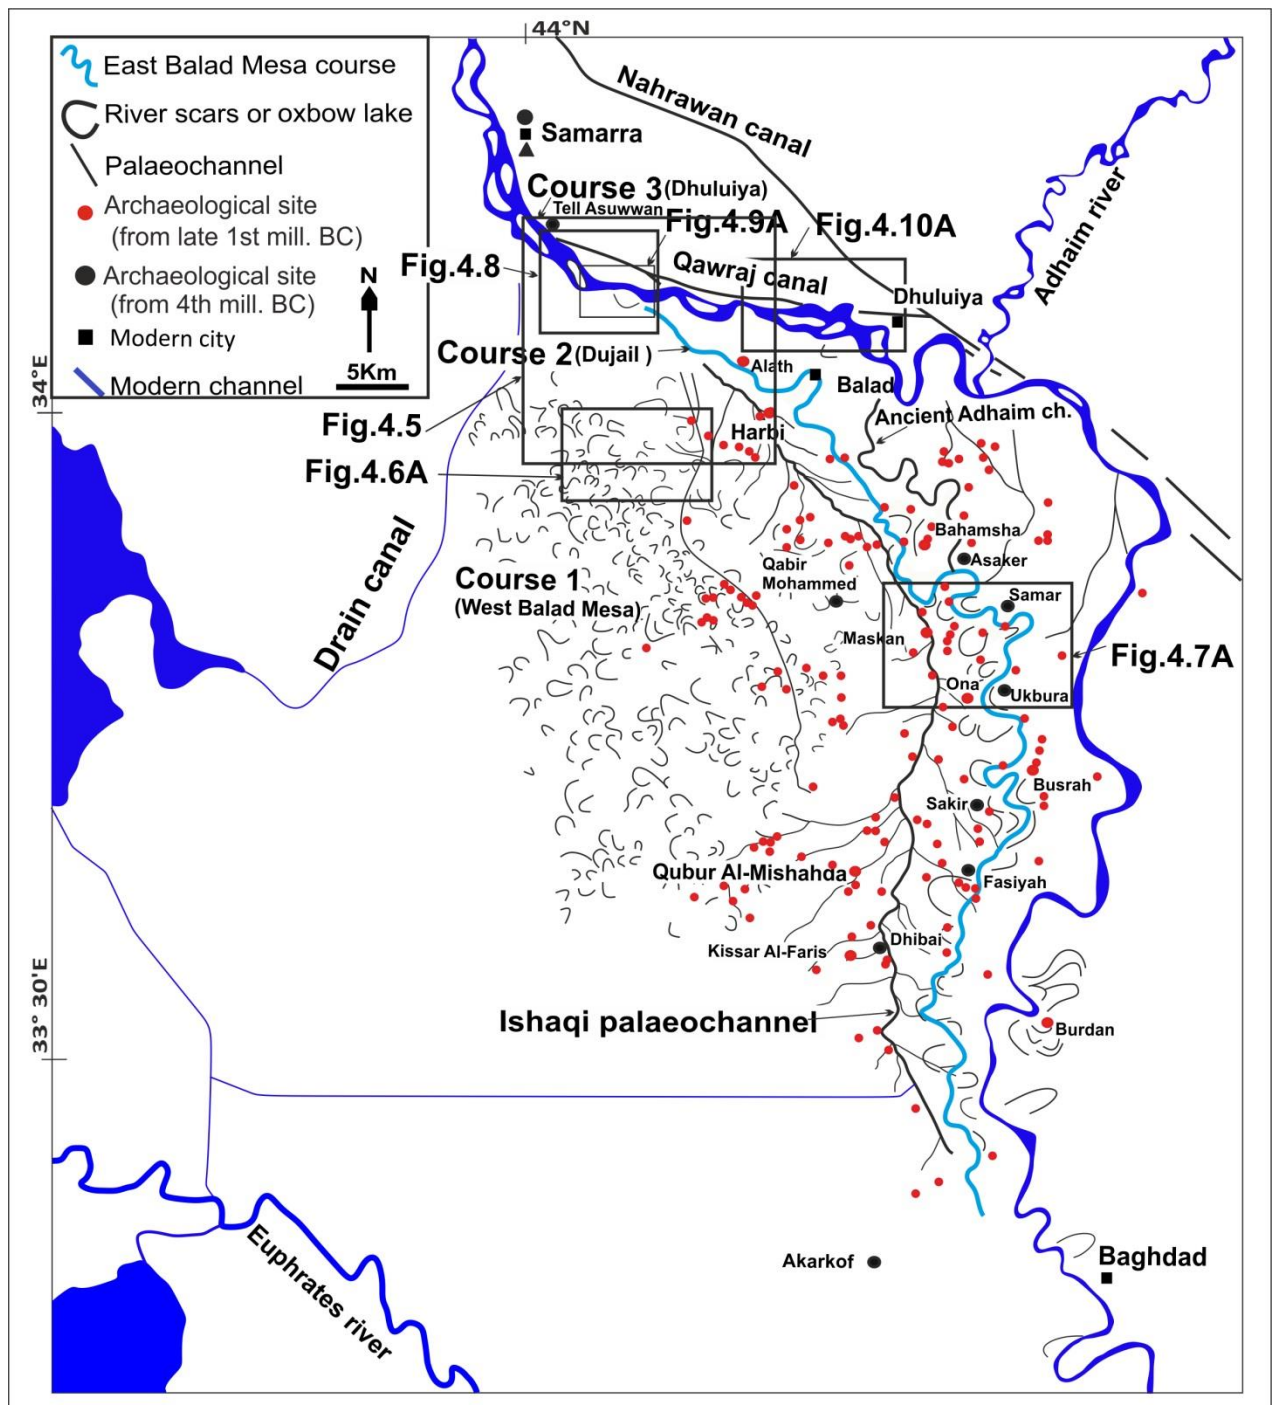 44°N
East Balad Mesa course
River scars or oxbow lake
Palaeochannel
Archaeological site
(from late 1st mill. BC)
Archaeological site
(from 4th mill. BC)
Modern city
Modern channel
N
5Km
Nahrawan canal
Samarra
Course 3 (Dhuluiya)
Tell Asuwwan
Fig.4.9A
Fig.4.10A
Adhaim river
Fig.4.8
Qawraj canal
Dhuluiya
Course 2 (Dujail )
Alath
Balad
34°E
Ancient Adhaim ch.
Fig.4.5
Harbi
Fig.4.6A
Drain canal
Bahamsha
Asaker
Qabir
Mohammed
Course 1
(West Balad Mesa)
Samar
Maskan
Fig.4.7A
Ona
Ukbura
Busrah
Sakir
Qubur Al-Mishahda
Fasiyah
Dhibai
Kissar Al-Faris
33° 30'E
Ishaqi palaeochannel
Burdan
Euphrates river
Akarkof
Baghdad